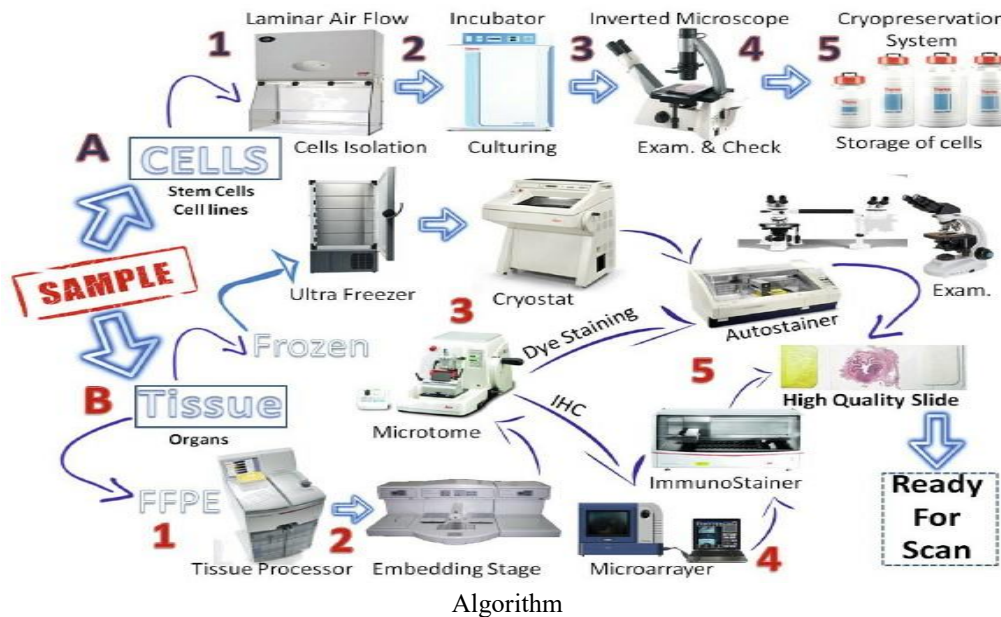 Laminar Air Flow
Incubator
Inverted Microscope
Cryopreservation
System
1
2
3
4
5
A
CELLS
Stem Cells
Cell lines
Cells Isolation
Culturing
Exam. & Check
Storage of cells
SAMPLE
Ultra Freezer
Cryostat
Autostainer
Exam.
Frozen
B
Tissue
Organs
3
Microtome
Dye Staining
IHC
5
High Quality Slide
ImmunoStainer
FFPE
1
Tissue Processor
2
Embedding Stage
Microarrayer
4
Ready
For
Scan
Algorithm